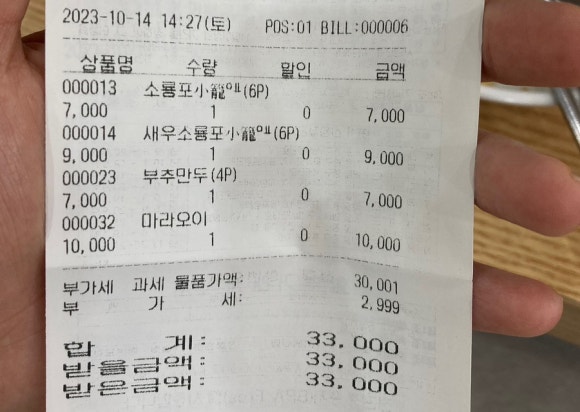 2023-10-14 14:27(토) POS:01 BILL:000006
상품명 수량 할인 금액
000013 소룡포小籠(6P)
7,000 1 0 7,000
000014 새우소룡포小籠(6P)
9,000 1 0 9,000
000023 부추만두(4P)
7,000 1 0 7,000
000032 마라오이
10,000 1 0 10,000
부가세 과세 물품가액: 30,001
부 가 세: 2,999
합 계: 33,000
받을금액: 33,000
받은금액: 33,000